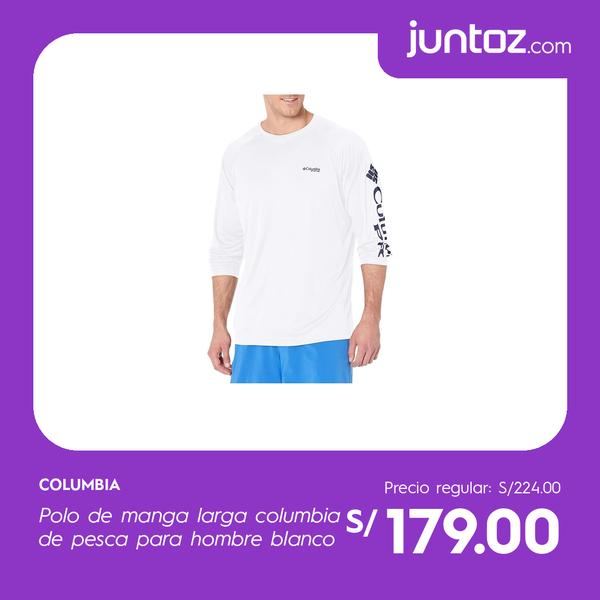 juntoz.com
Columbia
COLUMBIA
Precio regular: S/224.00
Polo de manga larga columbia
de pesca para hombre blanco
S/ 179.00